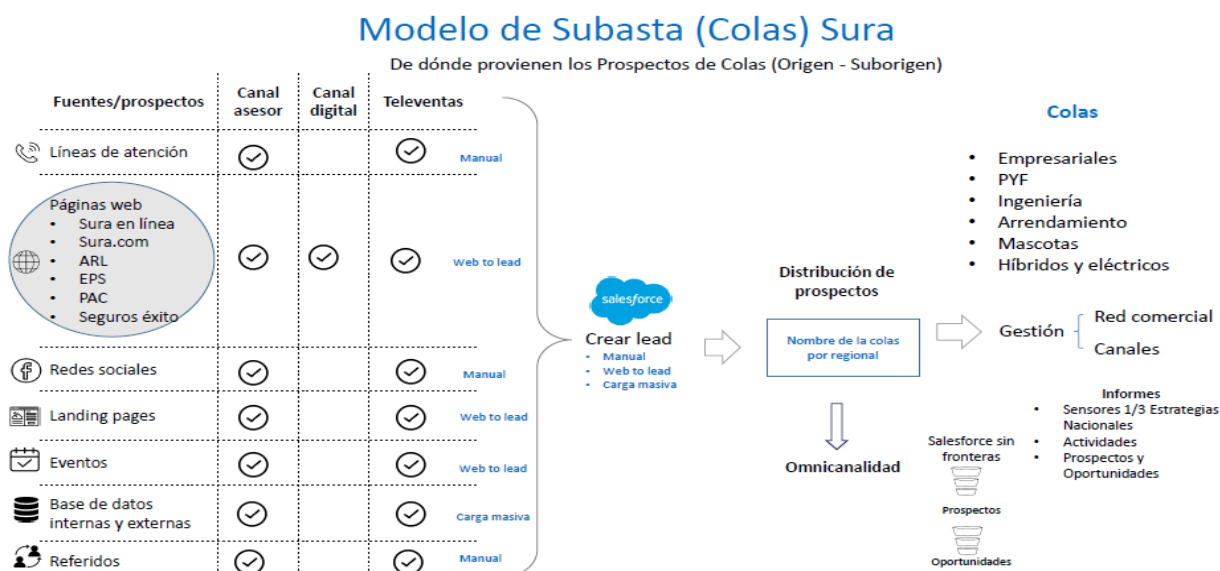 Modelo de Subasta (Colas) Sura
De dónde provienen los Prospectos de Colas (Origen - Suborigen)
Fuentes/prospectos
Canal
asesor
Canal
digital
Televentas
Líneas de atención
Manual
Páginas web
• Sura en línea
• Sura.com
• ARL
• EPS
• PAC
• Seguros éxito
Web to lead
Redes sociales
Manual
Landing pages
Web to lead
Eventos
Web to lead
Base de datos
internas y externas
Carga masiva
Referidos
Manual
salesforce
Crear lead
• Manual
• Web to lead
• Carga masiva
Distribución de
prospectos
Nombre de la colas
por regional
Omnicanalidad
Colas
• Empresariales
• PYF
• Ingeniería
• Arrendamiento
• Mascotas
• Híbridos y eléctricos
Gestión
Red comercial
Canales
Informes
• Sensores 1/3 Estrategias
Nacionales
• Actividades
• Prospectos y
Oportunidades
Salesforce sin
fronteras
Prospectos
Oportunidades